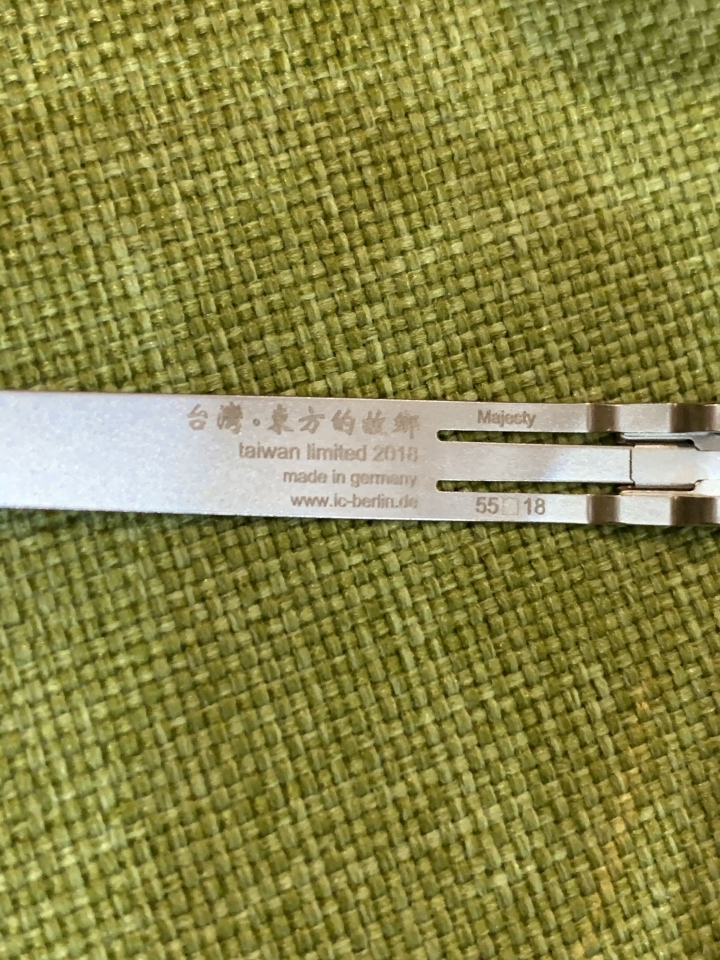 台灣。東方的故鄉
taiwan limited 2018
made in germany
www.ic-berlin.de
Majesty
55□18